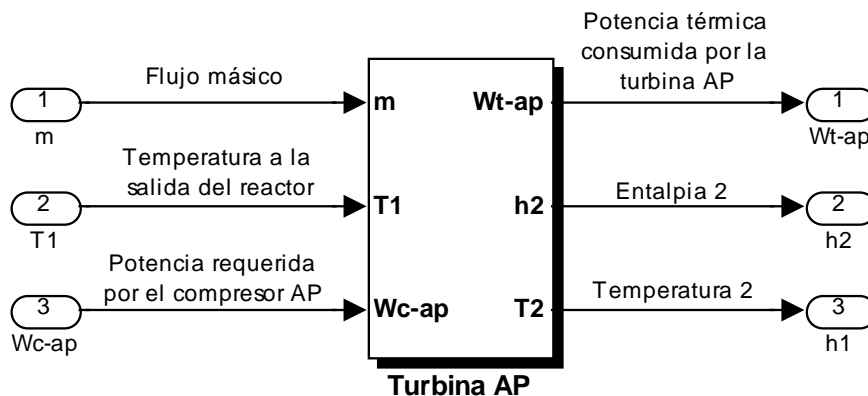 Potencia térmica
consumida por la
turbina AP
Flujo másico
1
m
m
Wt-ap
1
Wt-ap
Temperatura a la
salida del reactor
2
T1
T1
h2
Entalpia 2
2
h2
Potencia requerida
por el compresor AP
3
Wc-ap
Wc-ap
T2
Temperatura 2
3
h1
Turbina AP